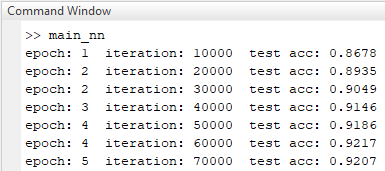 Command Window
>> main_nn
epoch: 1  iteration: 10000  test acc: 0.8678
epoch: 2  iteration: 20000  test acc: 0.8935
epoch: 2  iteration: 30000  test acc: 0.9049
epoch: 3  iteration: 40000  test acc: 0.9146
epoch: 4  iteration: 50000  test acc: 0.9186
epoch: 4  iteration: 60000  test acc: 0.9217
epoch: 5  iteration: 70000  test acc: 0.9207